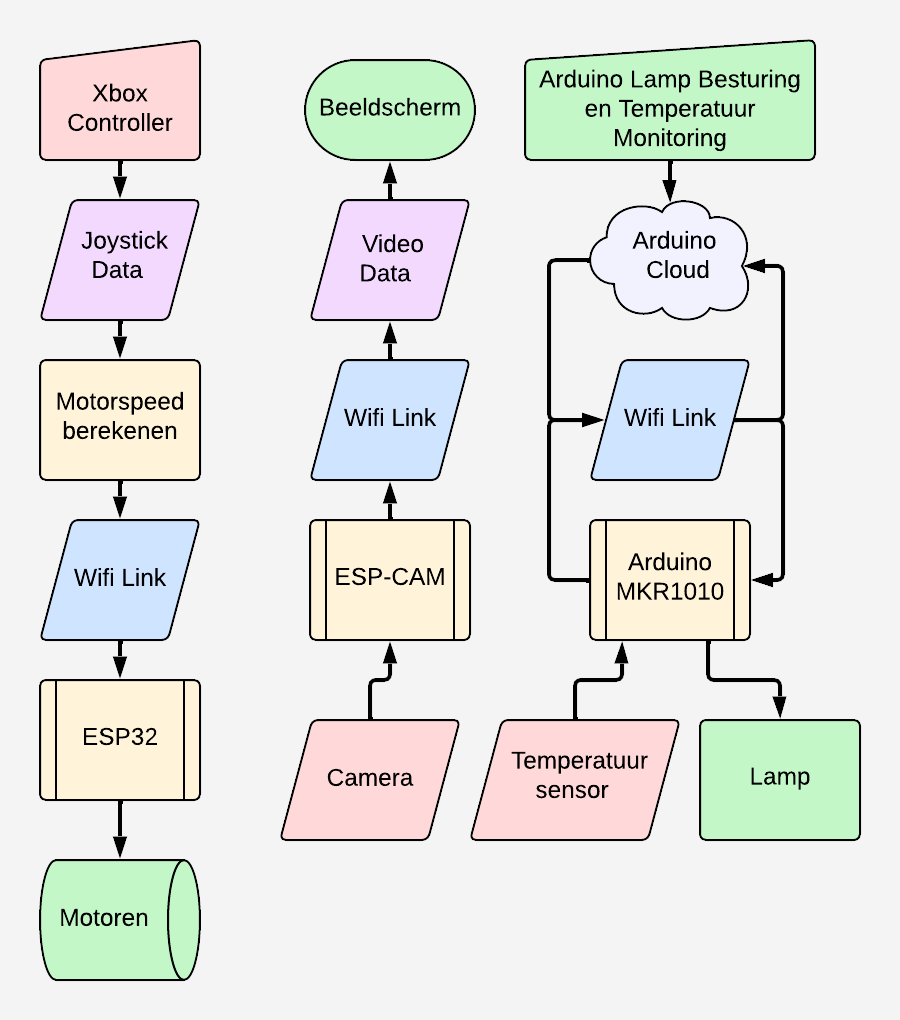 Xbox
Controller
Joystick
Data
Motorspeed
berekenen
Wifi Link
ESP32
Motoren
Beeldscherm
Video
Data
Wifi Link
ESP-CAM
Camera
Arduino Lamp Besturing
en Temperatuur
Monitoring
Arduino
Cloud
Wifi Link
Arduino
MKR1010
Temperatuur
sensor
Lamp